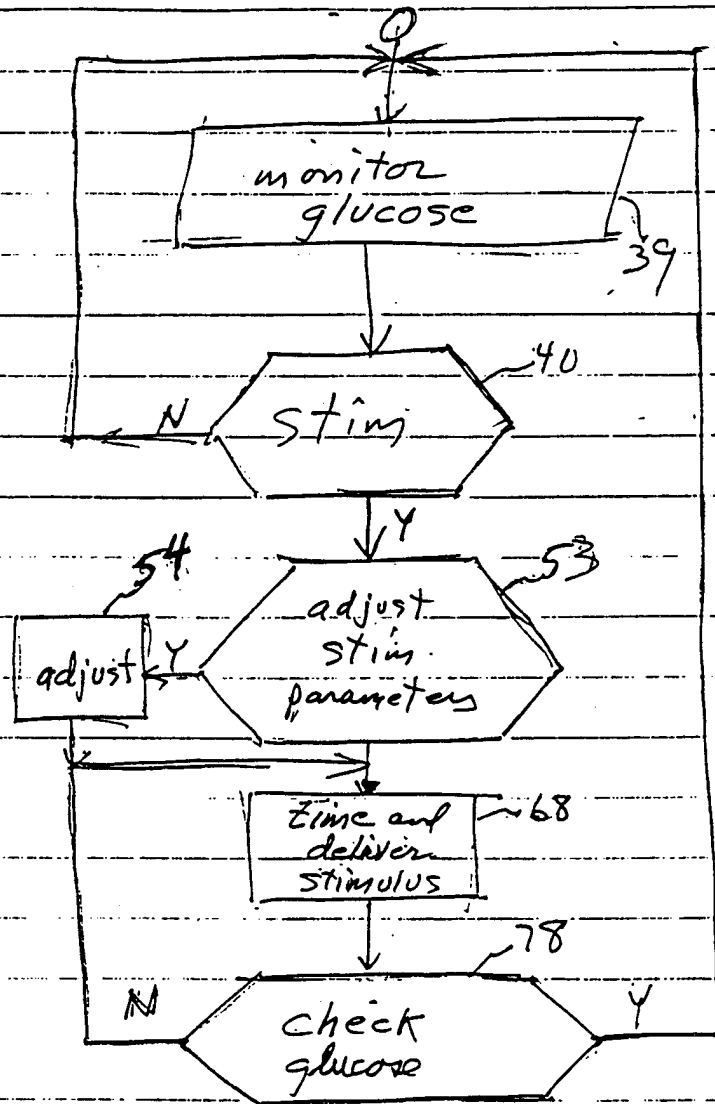 monitor
glucose
39
40
stim
N
Y
54
53
adjust
stim
parameters
Y
adjust
68
time and
deliver
stimulus
78
N
Y
check
glucose